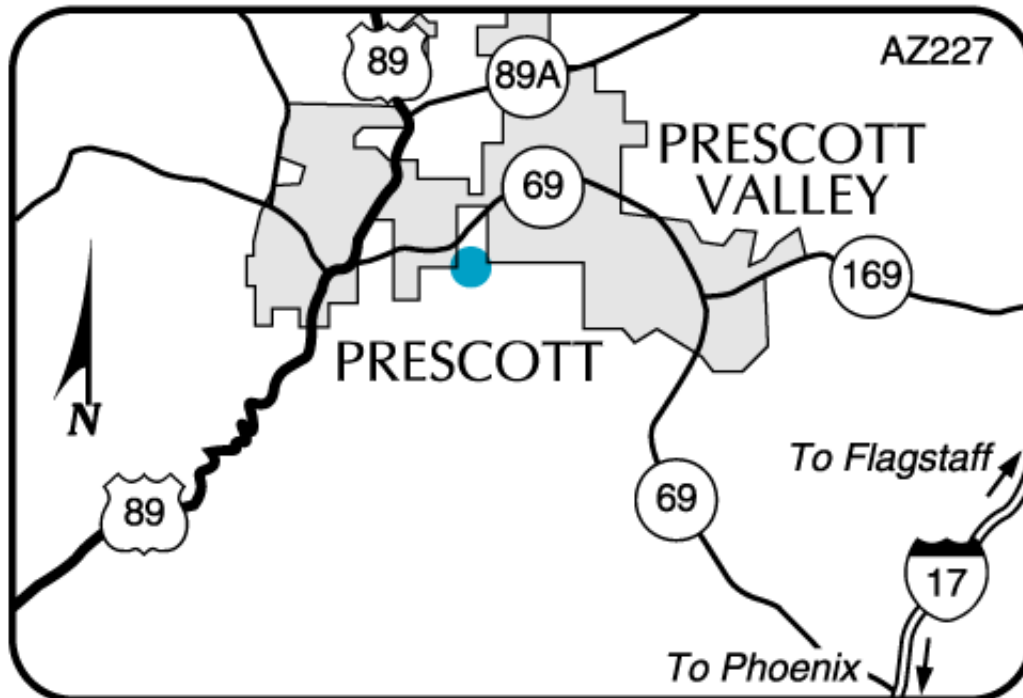 AZ227
89
89A
69
PRESCOTT
VALLEY
169
PRESCOTT
N
To Flagstaff
89
69
17
To Phoenix